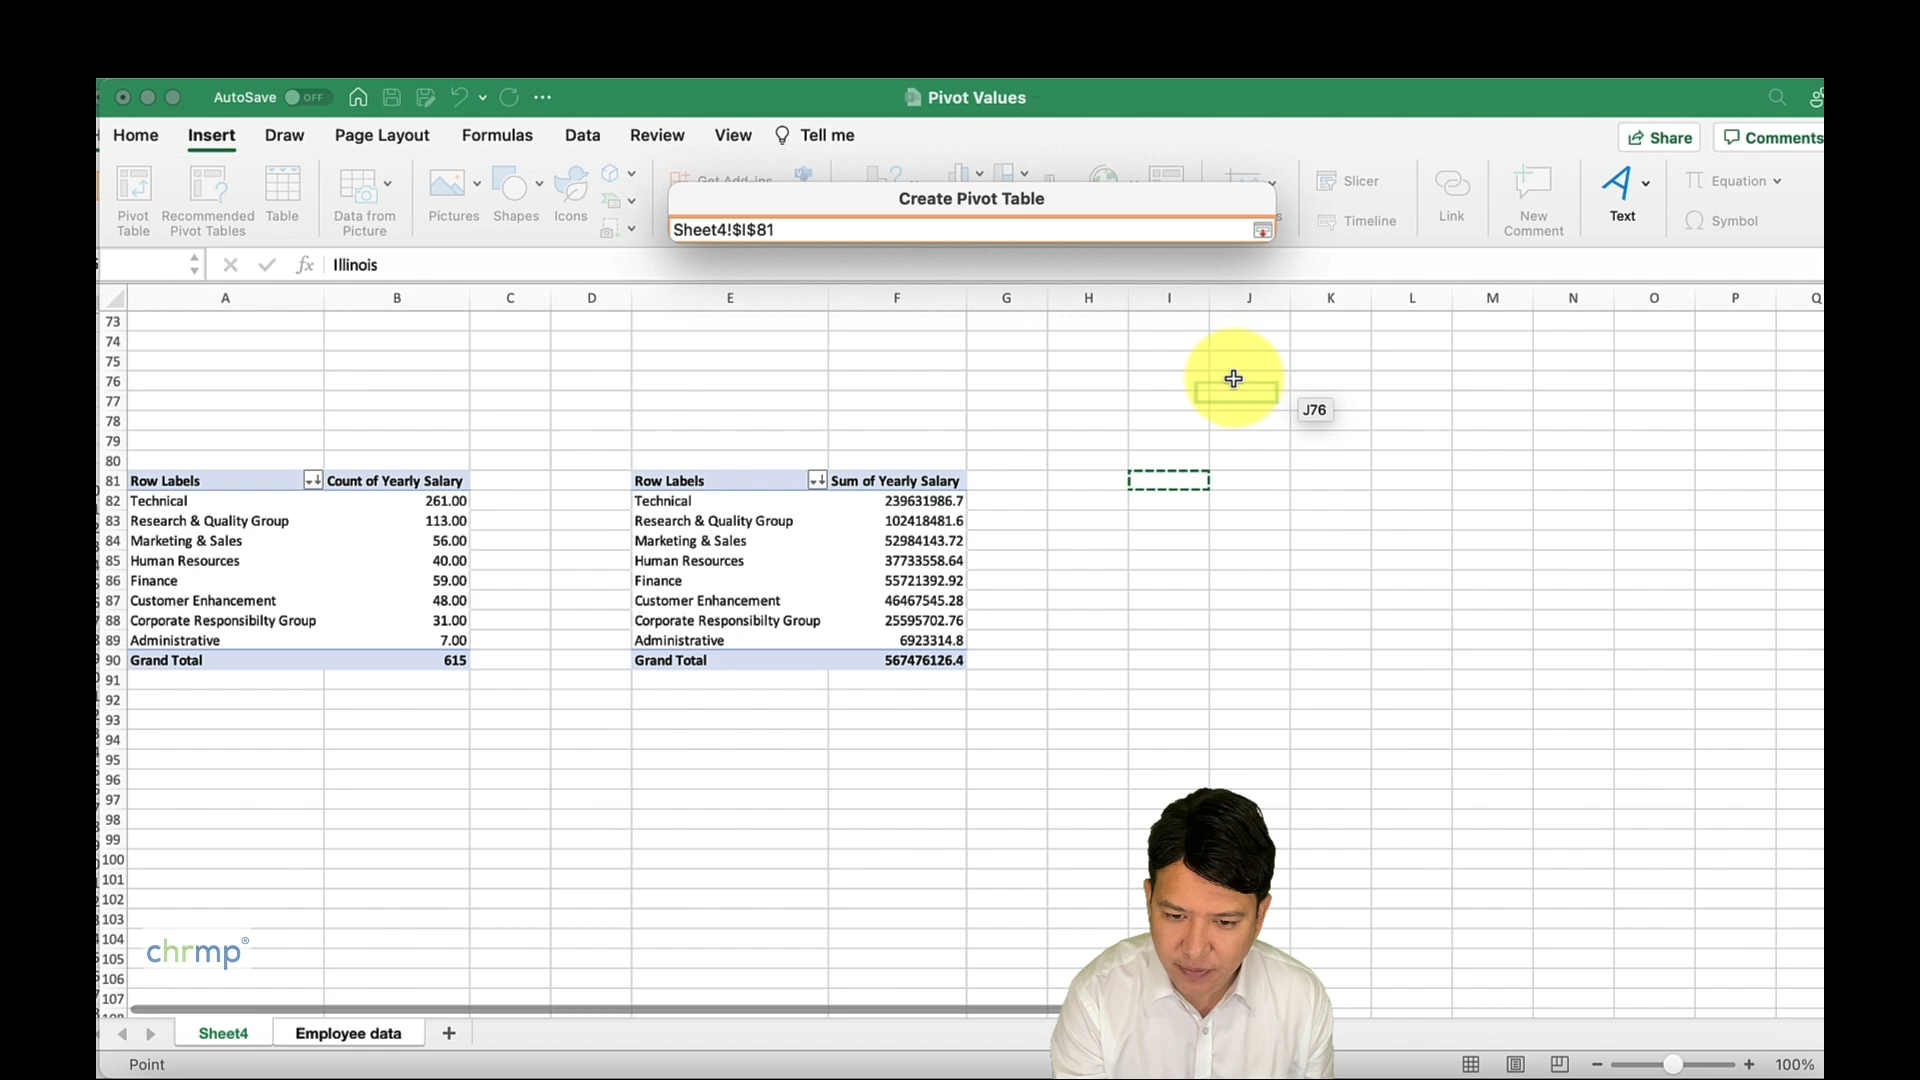 AutoSave OFF Pivot Values
Home Insert Draw Page Layout Formulas Data Review View Tell me Share Comments
Pivot Table
Recommended Pivot Tables
Table
Data from Picture
Pictures
Shapes
Icons
Get Add-ins
Slicer
Timeline
Link
New Comment
Text
Equation
Symbol
Create Pivot Table
Sheet4!$I$81
fx Illinois
A B C D E F G H I J K L M N O P Q
73
74
75
76
77
J76
78
79
80
81 Row Labels Count of Yearly Salary Row Labels Sum of Yearly Salary
82 Technical 261.00 Technical 239631986.7
83 Research & Quality Group 113.00 Research & Quality Group 102418481.6
84 Marketing & Sales 56.00 Marketing & Sales 52984143.72
85 Human Resources 40.00 Human Resources 37733558.64
86 Finance 59.00 Finance 55721392.92
87 Customer Enhancement 48.00 Customer Enhancement 46467545.28
88 Corporate Responsibilty Group 31.00 Corporate Responsibilty Group 25595702.76
89 Administrative 7.00 Administrative 6923314.8
90 Grand Total 615 Grand Total 567476126.4
91
92
93
94
95
96
97
98
99
100
101
102
103
104
105
106
107
chrmp®
Sheet4 Employee data +
Point 100%